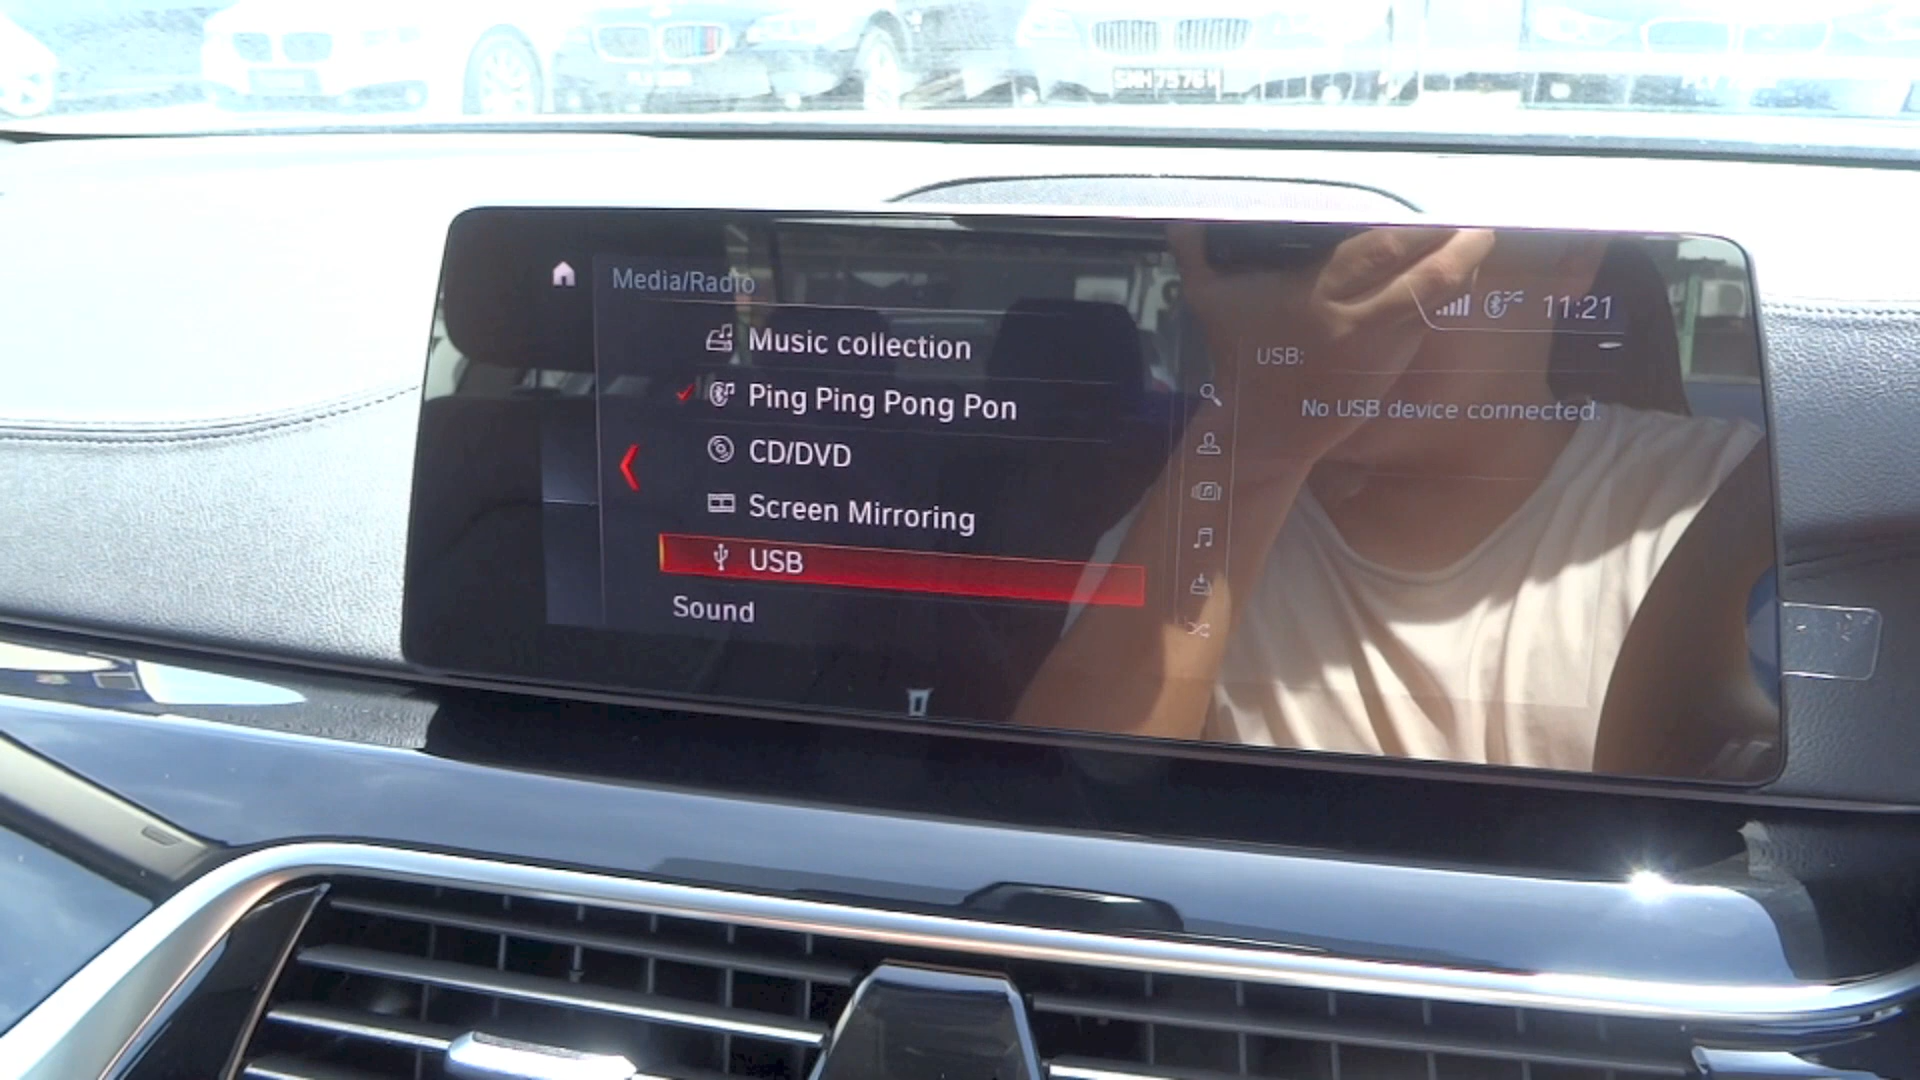 Media/Radio
11:21
Music collection
Ping Ping Pong Pon
CD/DVD
Screen Mirroring
USB
Sound
USB:
No USB device connected.